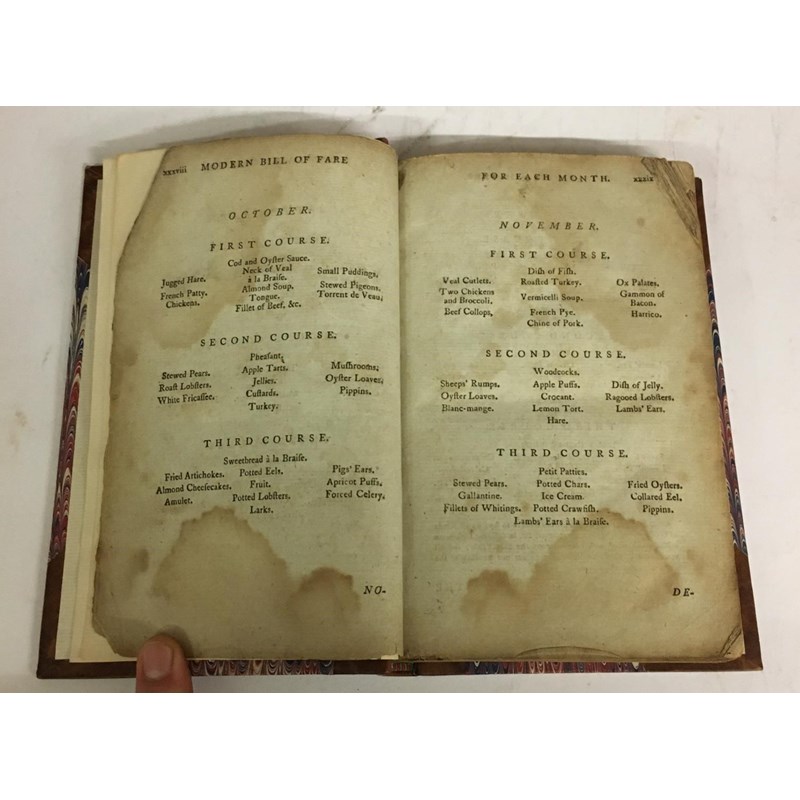 xxxviii MODERN BILL OF FARE
OCTOBER.
FIRST COURSE.
Cod and Oyſter Sauce.
Jugged Hare. Neck of Veal à la Braiſe. Small Puddings.
French Patty. Almond Soup. Stewed Pigeons.
Chickens. Tongue. Torrent de Veau.
Fillet of Beef, &c.
SECOND COURSE.
Pheaſant.
Stewed Pears. Apple Tarts. Muſhrooms.
Roaſt Lobſters. Jellies. Oyſter Loaves.
White Fricaſſee. Cuſtards. Pippins.
Turkey.
THIRD COURSE.
Sweetbread à la Braiſe.
Fried Artichokes. Potted Eels. Pigs' Ears.
Almond Cheeſecakes. Fruit. Apricot Puffs.
Amulet. Potted Lobſters. Forced Celery.
Larks.
NO-
FOR EACH MONTH. xxxix
NOVEMBER.
FIRST COURSE.
Diſh of Fiſh.
Veal Cutlets. Roaſted Turkey. Ox Palates.
Two Chickens and Broccoli. Vermicelli Soup. Gammon of Bacon.
Beef Collops. French Pye. Harrico.
Chine of Pork.
SECOND COURSE.
Woodcocks.
Sheeps' Rumps. Apple Puffs. Diſh of Jelly.
Oyſter Loaves. Crocant. Ragooed Lobſters.
Blanc-mange. Lemon Tort. Lambs' Ears.
Hare.
THIRD COURSE.
Petit Patties.
Stewed Pears. Potted Chars. Fried Oyſters.
Gallantine. Ice Cream. Collared Eel.
Fillets of Whitings. Potted Crawfiſh. Pippins.
Lambs' Ears à la Braiſe.
DE-